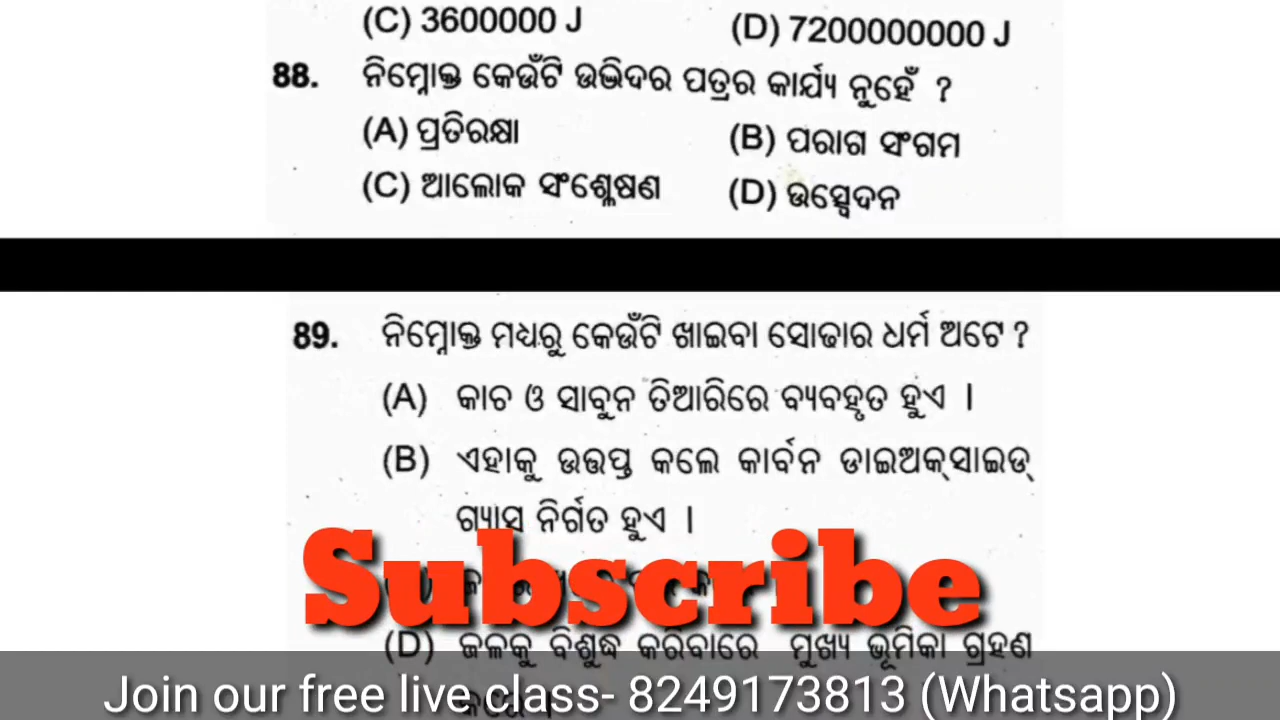 (C) 3600000 J (D) 7200000000 J
88. ନିମ୍ନୋକ୍ତ କେଉଁଟି ଉଦ୍ଭିଦର ପତ୍ରର କାର୍ଯ୍ୟ ନୁହେଁ ?
(A) ପ୍ରତିରକ୍ଷା (B) ପରାଗ ସଂଗମ
(C) ଆଲୋକ ସଂଶ୍ଳେଷଣ (D) ଉତ୍ସ୍ବେଦନ
89. ନିମ୍ନୋକ୍ତ ମଧ୍ୟରୁ କେଉଁଟି ଖାଇବା ସୋଢାର ଧର୍ମ ଅଟେ ?
(A) କାଚ ଓ ସାବୁନ ତିଆରିରେ ବ୍ୟବହୃତ ହୁଏ ।
(B) ଏହାକୁ ଉତ୍ତପ୍ତ କଲେ କାର୍ବନ ଡାଇଅକ୍‌ସାଇଡ୍
ଗ୍ୟାସ ନିର୍ଗତ ହୁଏ ।
Subscribe
(D) ଜଳକୁ ବିଶୁଦ୍ଧ କରିବାରେ ମୁଖ୍ୟ ଭୂମିକା ଗ୍ରହଣ
Join our free live class- 8249173813 (Whatsapp)